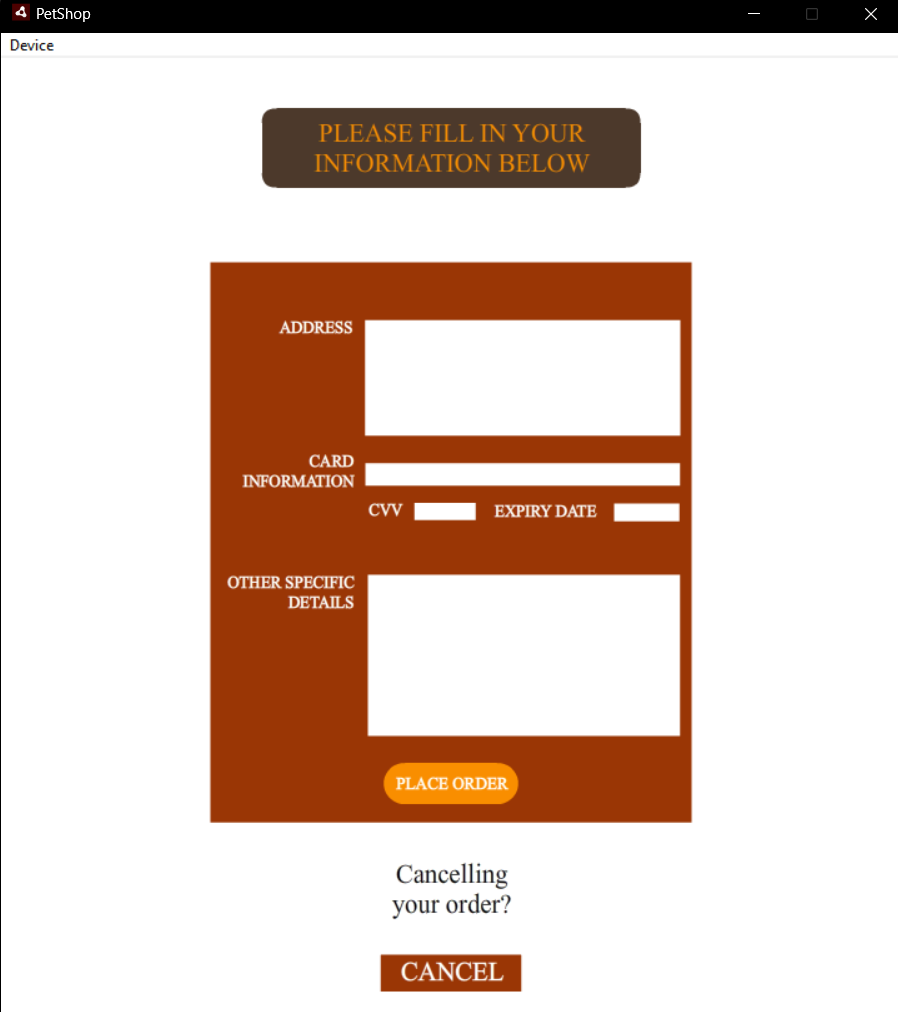 PetShop
Device
PLEASE FILL IN YOUR
INFORMATION BELOW
ADDRESS
CARD
INFORMATION
CVV
EXPIRY DATE
OTHER SPECIFIC
DETAILS
PLACE ORDER
Cancelling
your order?
CANCEL